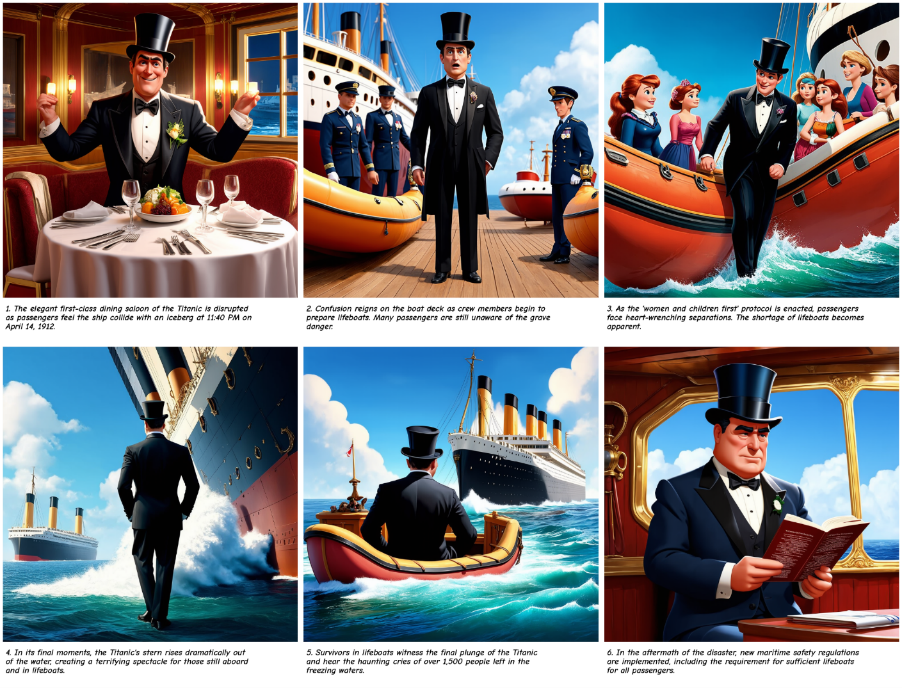 1. The elegant first-class dining saloon of the Titanic is disrupted
as passengers feel the ship collide with an iceberg at 11:40 PM on
April 14, 1912.
2. Confusion reigns on the boat deck as crew members begin to
prepare lifeboats. Many passengers are still unaware of the grave
danger.
3. As the 'women and children first' protocol is enacted, passengers
face heart-wrenching separations. The shortage of lifeboats becomes
apparent.
4. In its final moments, the Titanic's stern rises dramatically out
of the water, creating a terrifying spectacle for those still aboard
and in lifeboats.
5. Survivors in lifeboats witness the final plunge of the Titanic
and hear the haunting cries of over 1,500 people left in the
freezing waters.
6. In the aftermath of the disaster, new maritime safety regulations
are implemented, including the requirement for sufficient lifeboats
for all passengers.